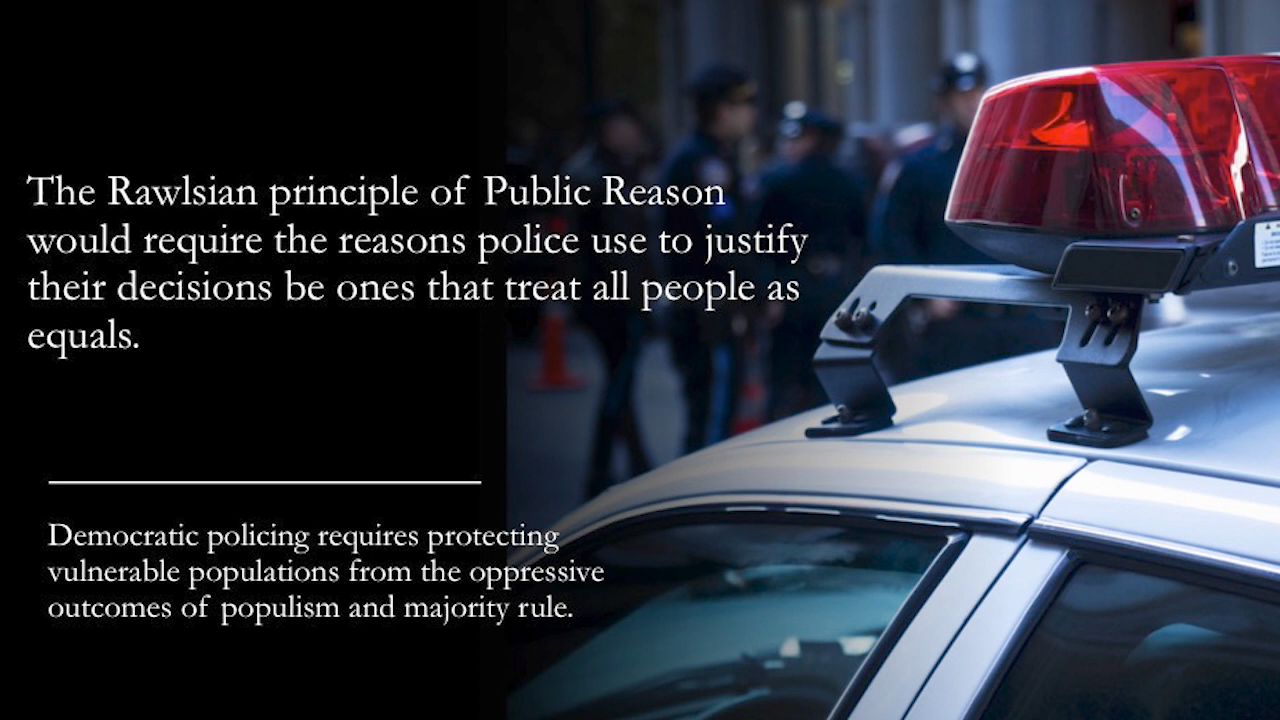 The Rawlsian principle of Public Reason
would require the reasons police use to justify
their decisions be ones that treat all people as
equals.
Democratic policing requires protecting
vulnerable populations from the oppressive
outcomes of populism and majority rule.